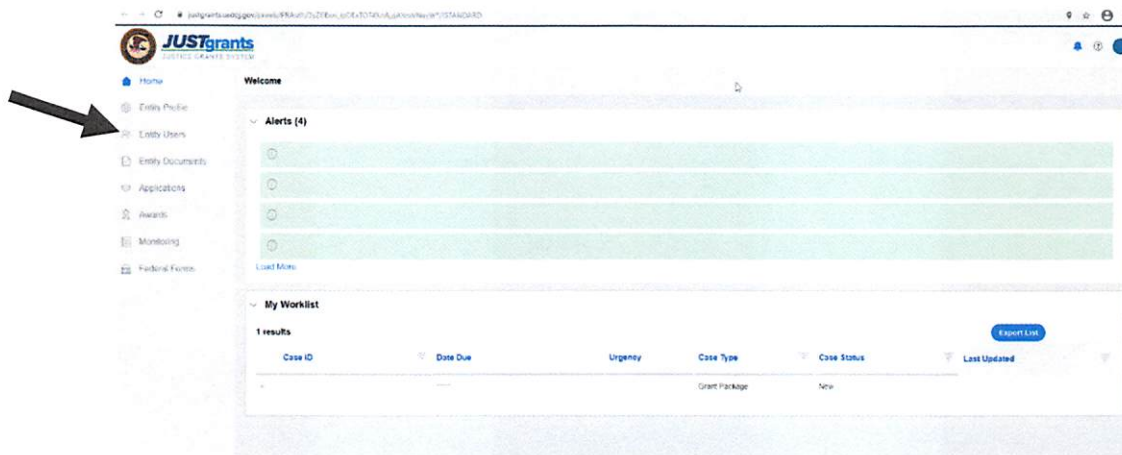 JUSTgrants
JUSTICE GRANTS SYSTEM
Home
Entity Profile
Entity Users
Entity Documents
Applications
Awards
Monitoring
Federal Forms
Welcome
Alerts (4)
Load More
My Worklist
1 results
Export List
Case ID Date Due Urgency Case Type Case Status Last Updated
Grant Package New